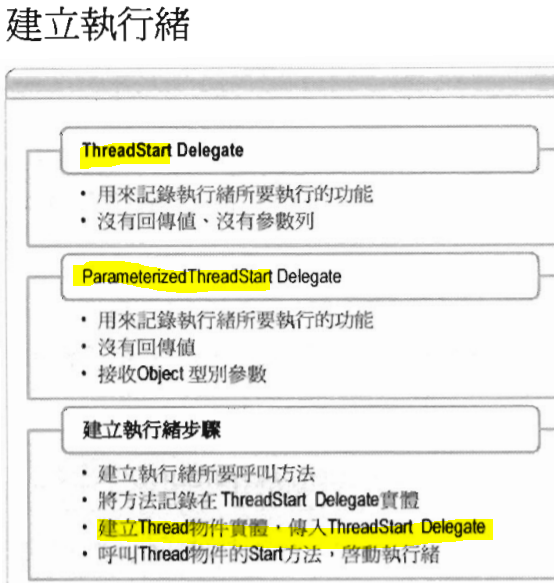 建立執行緒
ThreadStart Delegate
• 用來記錄執行緒所要執行的功能
• 沒有回傳值、沒有參數列
ParameterizedThreadStart Delegate
• 用來記錄執行緒所要執行的功能
• 沒有回傳值
• 接收Object 型別參數
建立執行緒步驟
• 建立執行緒所要呼叫方法
• 將方法記錄在 ThreadStart Delegate實體
• 建立Thread物件實體，傳入ThreadStart Delegate
• 呼叫Thread物件的Start方法，啓動執行緒